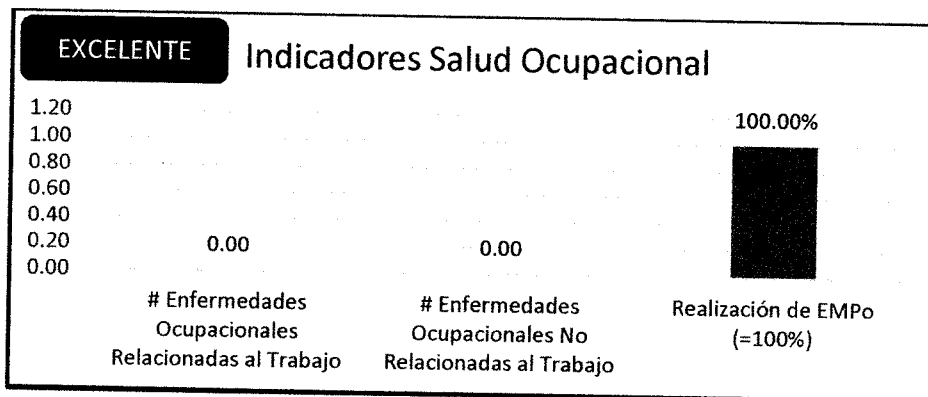 EXCELENTE
Indicadores Salud Ocupacional
1.20
1.00
0.80
0.60
0.40
0.20
0.00
0.00
0.00
100.00%
# Enfermedades
Ocupacionales
Relacionadas al Trabajo
# Enfermedades
Ocupacionales No
Relacionadas al Trabajo
Realización de EMPo
(=100%)